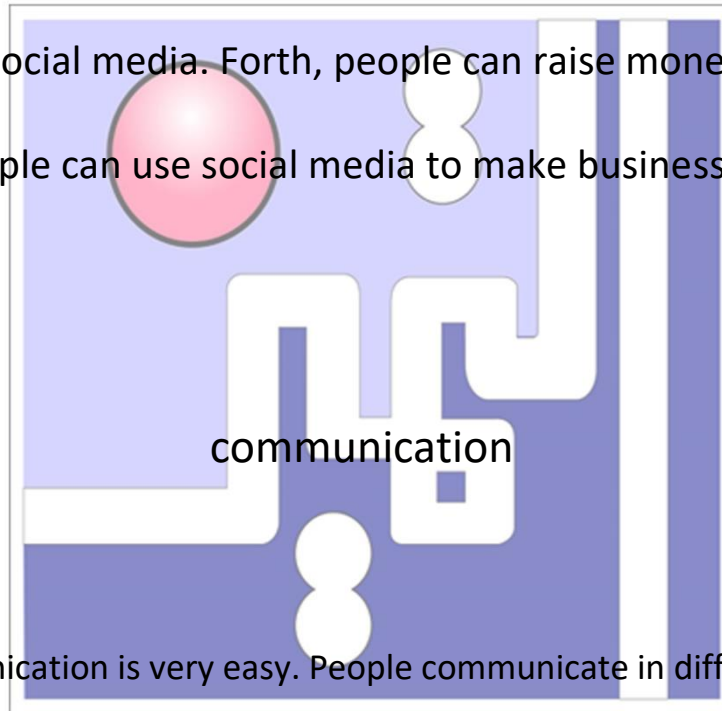 ocial media. Forth, people can raise mone
ple can use social media to make business
communication
nication is very easy. People communicate in diff